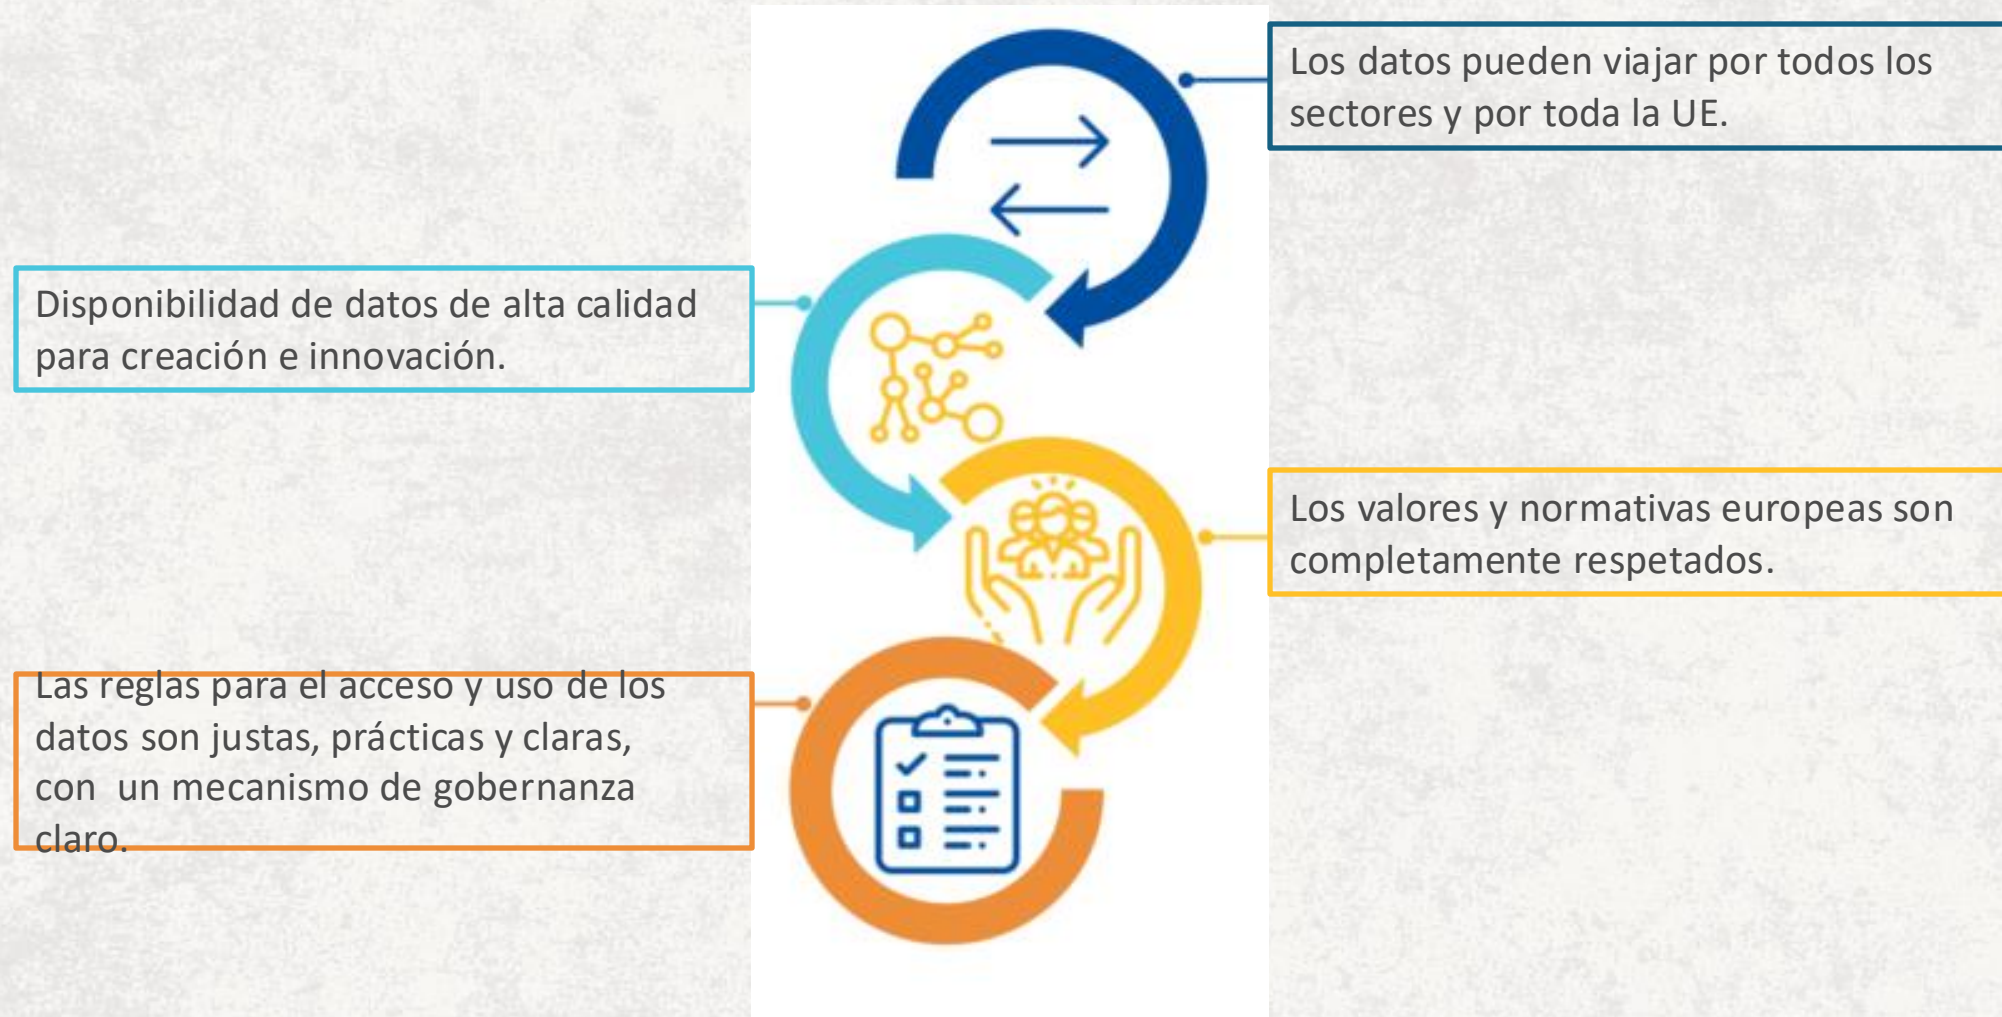 Los datos pueden viajar por todos los
sectores y por toda la UE.
Disponibilidad de datos de alta calidad
para creación e innovación.
Los valores y normativas europeas son
completamente respetados.
Las reglas para el acceso y uso de los
datos son justas, prácticas y claras,
con  un mecanismo de gobernanza
claro.